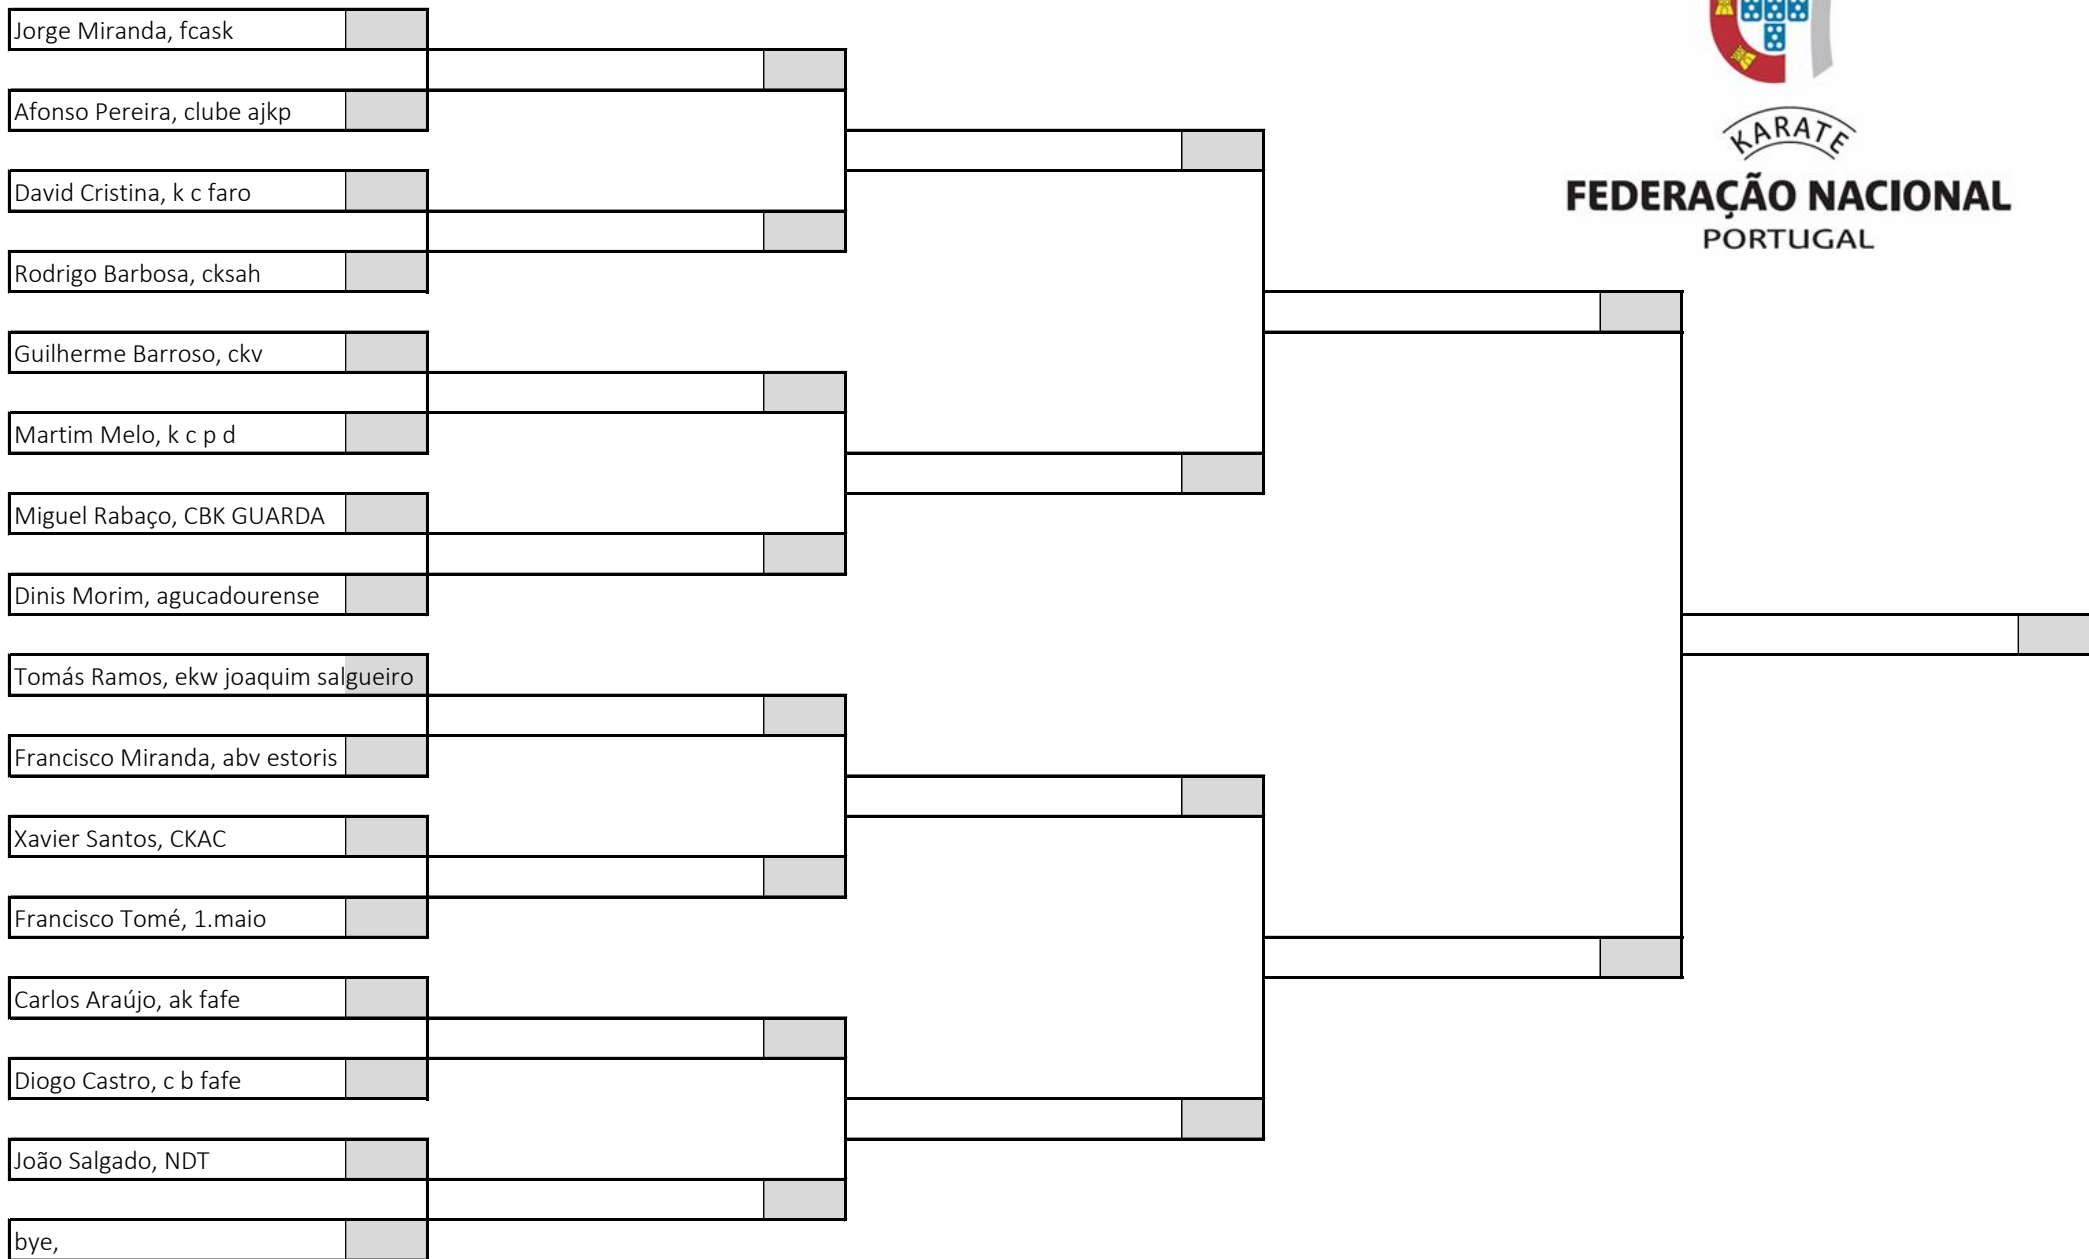 Jorge Miranda, fcask
Afonso Pereira, clube ajkp
David Cristina, k c faro
Rodrigo Barbosa, cksah
Guilherme Barroso, ckv
Martim Melo, k c p d
Miguel Rabaço, CBK GUARDA
Dinis Morim, agucadourense
Tomás Ramos, ekw joaquim salgueiro
Francisco Miranda, abv estoris
Xavier Santos, CKAC
Francisco Tomé, 1.maio
Carlos Araújo, ak fafe
Diogo Castro, c b fafe
João Salgado, NDT
bye,
KARATE
FEDERAÇÃO NACIONAL
PORTUGAL